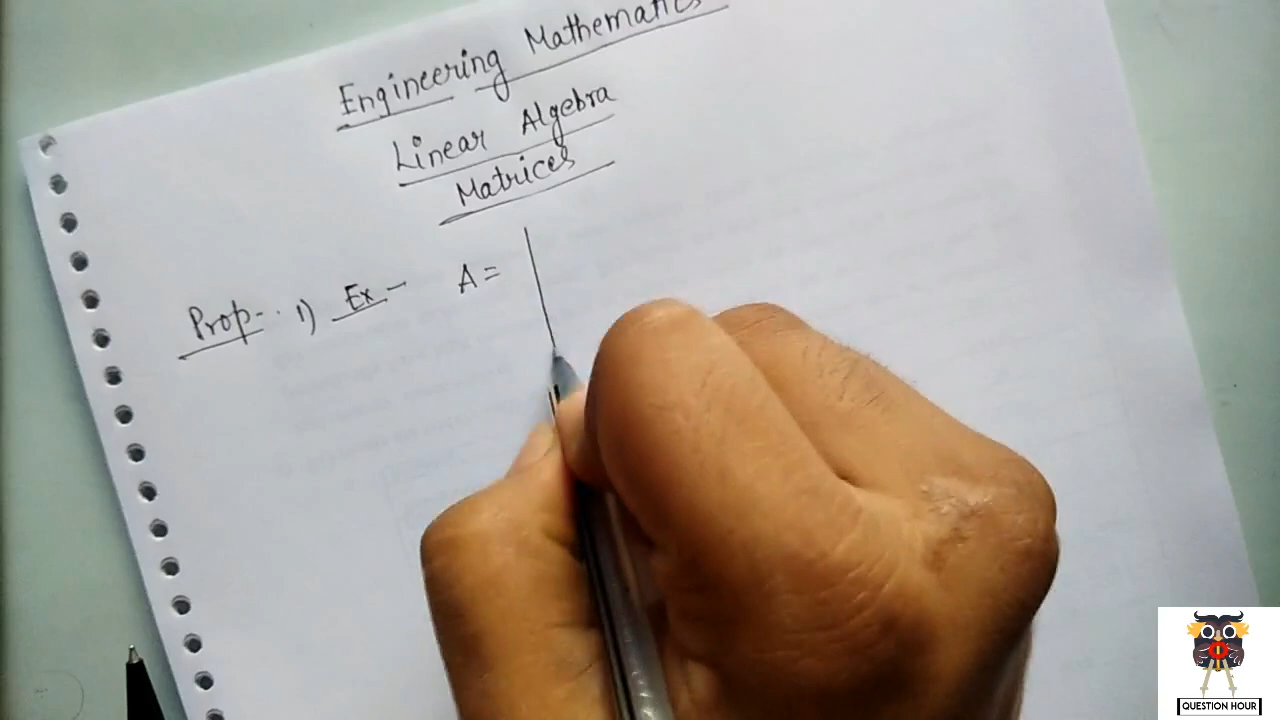 Engineering Mathematics
Linear Algebra
Matrices
Prop-. 1) Ex - A =
QUESTION HOUR